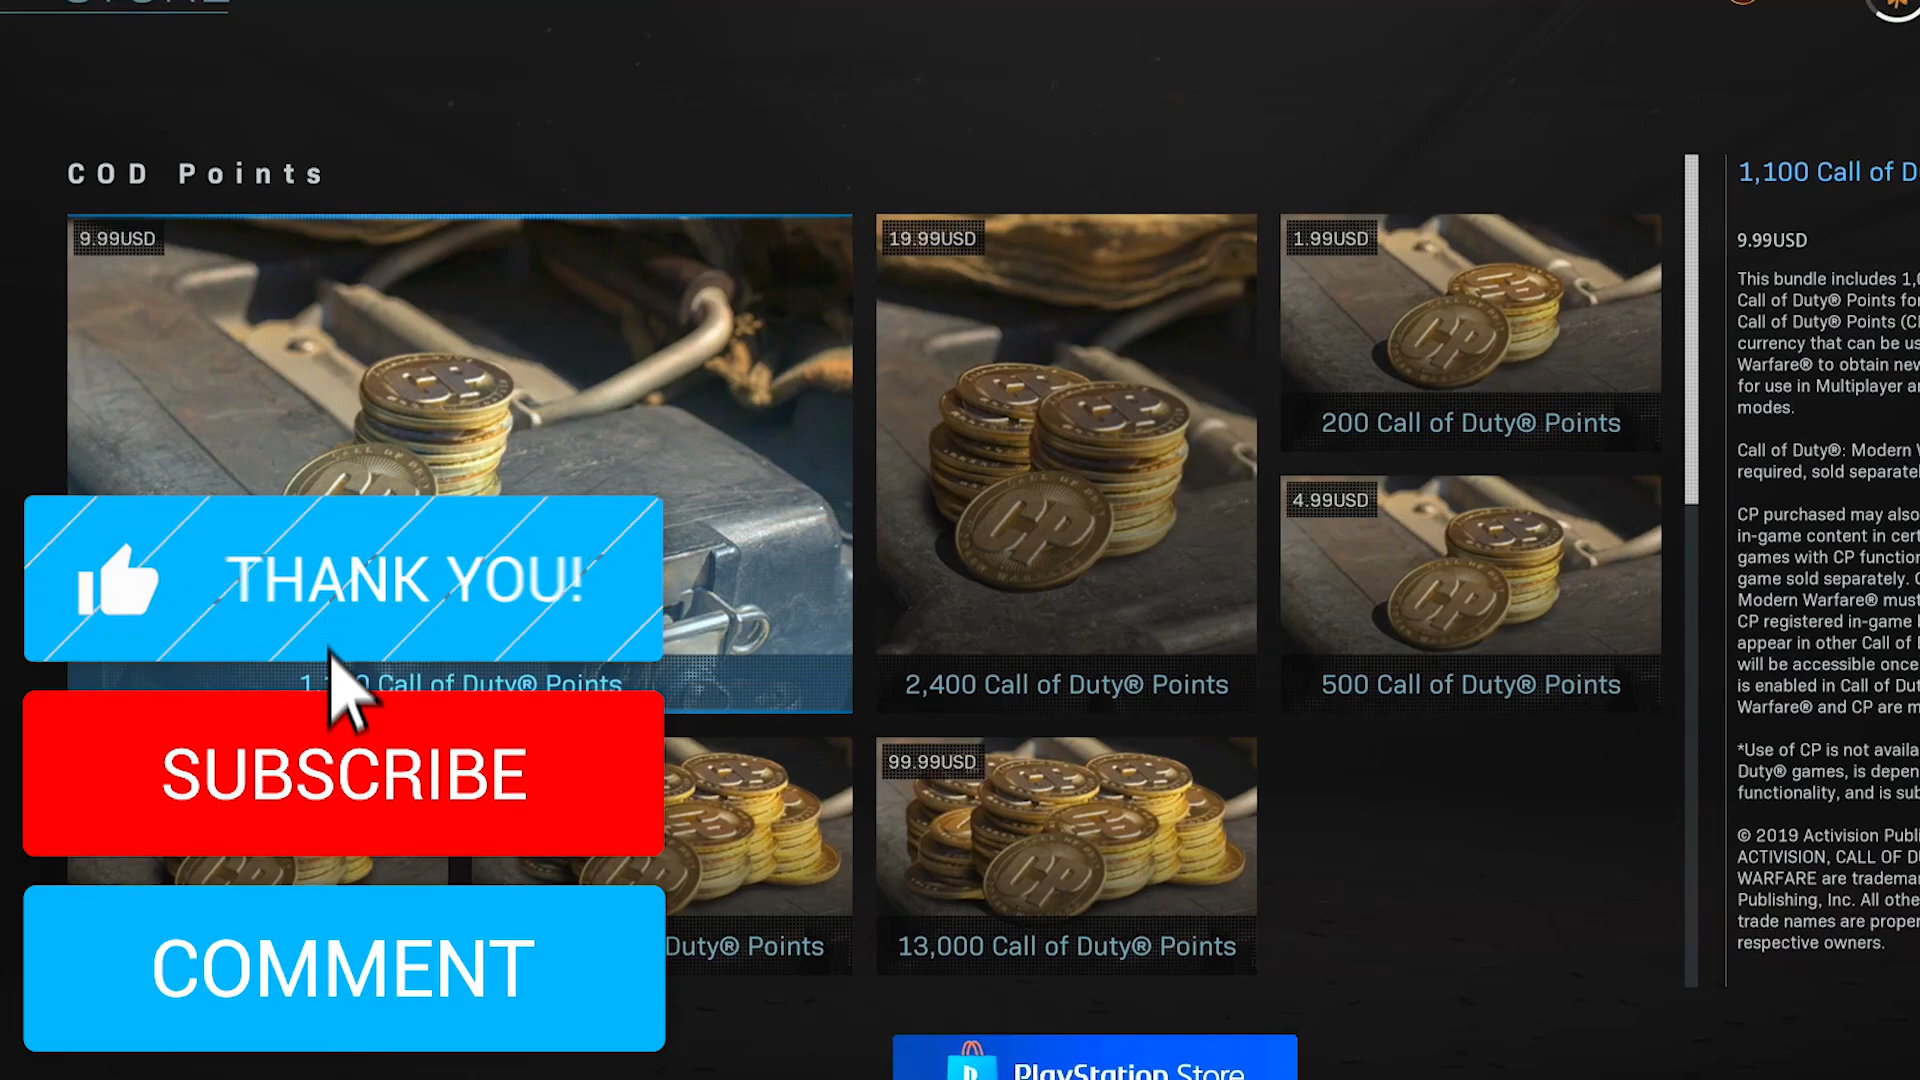 COD Points
9.99USD
19.99USD
1.99USD
200 Call of Duty® Points
4.99USD
THANK YOU!
Call of Duty® Points
2,400 Call of Duty® Points
500 Call of Duty® Points
SUBSCRIBE
99.99USD
COMMENT
Duty® Points
13,000 Call of Duty® Points
PlayStation Store
1,100 Call of D
9.99USD
This bundle includes 1,0
Call of Duty® Points for
Call of Duty® Points (C
currency that can be us
Warfare® to obtain new
for use in Multiplayer a
modes.
Call of Duty®: Modern W
required, sold separatel
CP purchased may also
in-game content in cert
games with CP function
game sold separately. C
Modern Warfare® must
CP registered in-game
appear in other Call of
will be accessible once
is enabled in Call of Dut
Warfare® and CP are m
*Use of CP is not availa
Duty® games, is depen
functionality, and is sub
© 2019 Activision Publi
ACTIVISION, CALL OF D
WARFARE are trademar
Publishing, Inc. All othe
trade names are proper
respective owners.